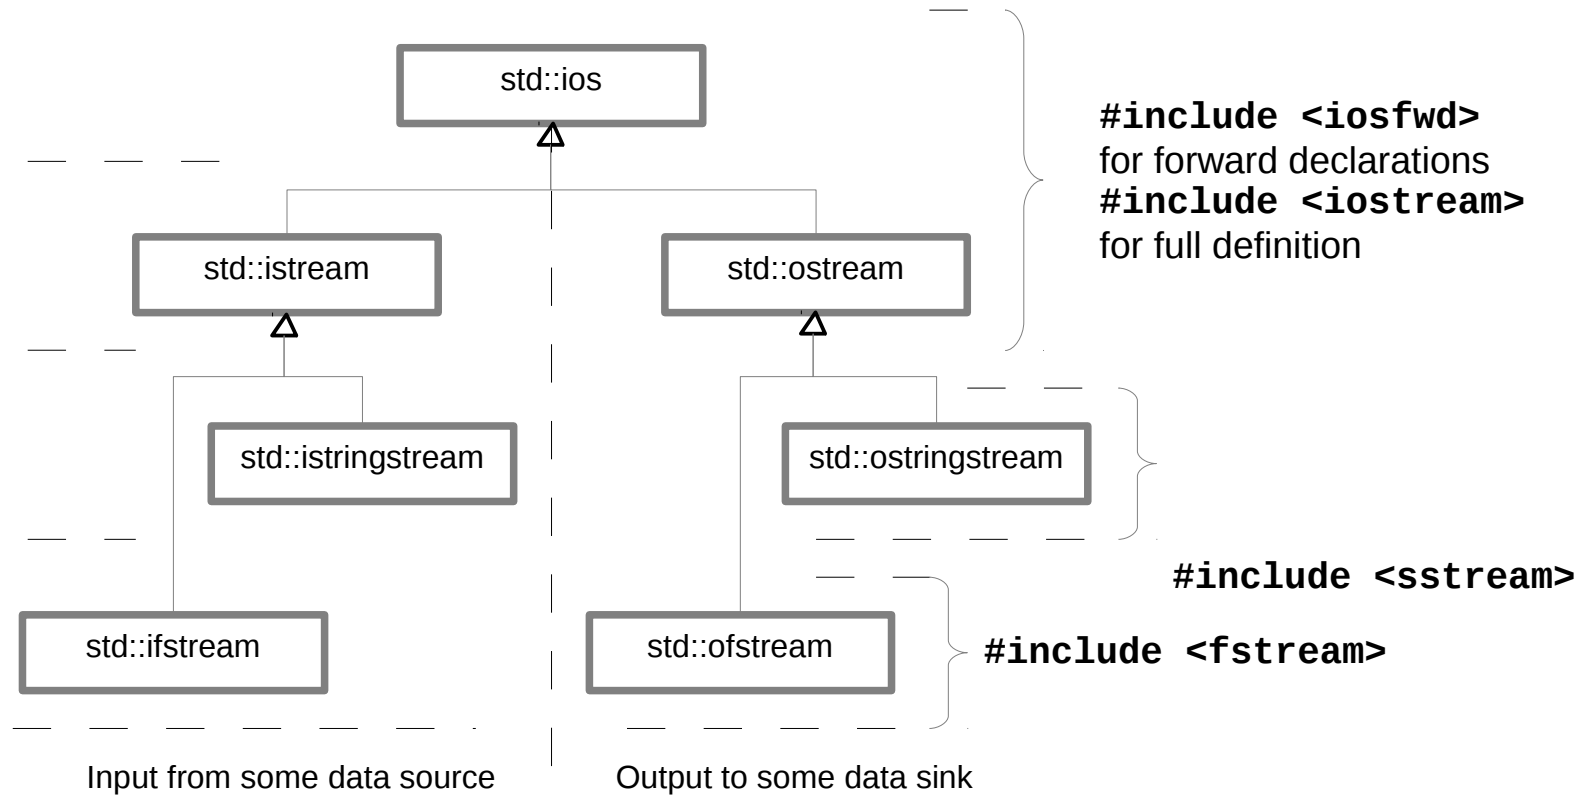 std::ios
#include <iosfwd>
for forward declarations
#include <iostream>
for full definition
std::istream
std::ostream
std::istringstream
std::ostringstream
#include <sstream>
std::ifstream
std::ofstream
#include <fstream>
Input from some data source
Output to some data sink